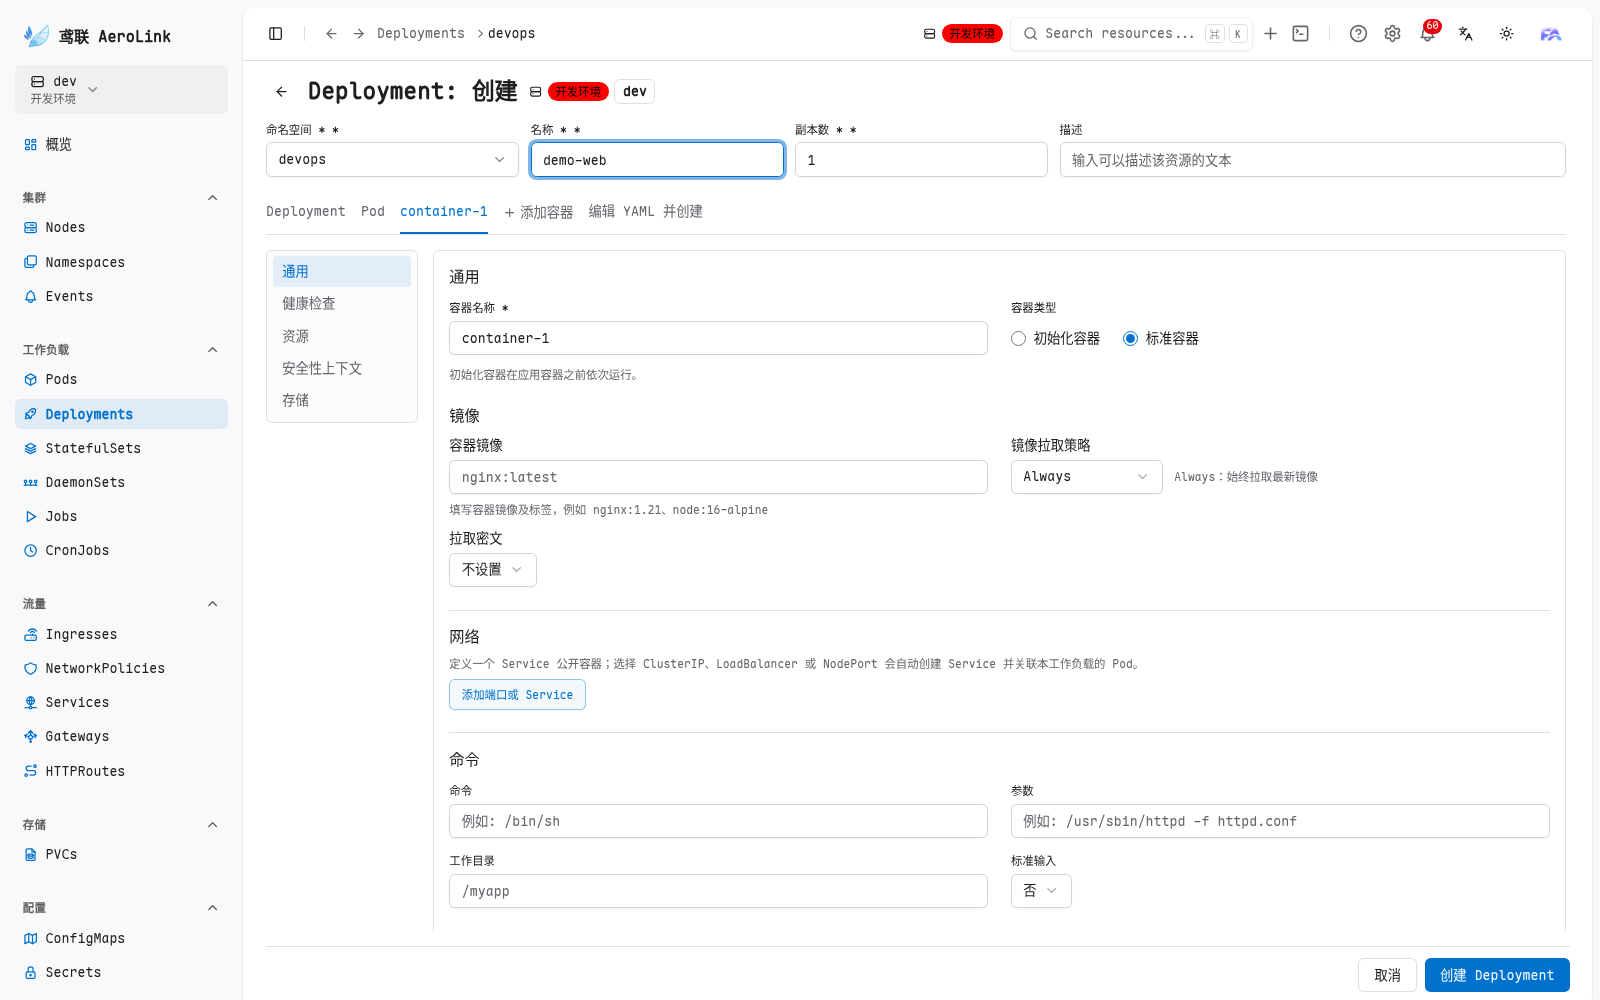 鸢联 AeroLink
dev
开发环境
概览
集群
Nodes
Namespaces
Events
工作负载
Pods
Deployments
StatefulSets
DaemonSets
Jobs
CronJobs
流量
Ingresses
NetworkPolicies
Services
Gateways
HTTPRoutes
存储
PVCs
配置
ConfigMaps
Secrets
Deployments > devops
开发环境
Search resources...
⌘ K
60
Deployment: 创建
开发环境
dev
命名空间 * *
devops
名称 * *
demo-web
副本数 * *
1
描述
输入可以描述该资源的文本
Deployment Pod container-1 + 添加容器 编辑 YAML 并创建
通用
健康检查
资源
安全性上下文
存储
通用
容器名称 *
container-1
初始化容器在应用容器之前依次运行。
容器类型
初始化容器 标准容器
镜像
容器镜像
nginx:latest
填写容器镜像及标签，例如 nginx:1.21、node:16-alpine
镜像拉取策略
Always
Always：始终拉取最新镜像
拉取密文
不设置
网络
定义一个 Service 公开容器；选择 ClusterIP、LoadBalancer 或 NodePort 会自动创建 Service 并关联本工作负载的 Pod。
添加端口或 Service
命令
命令
例如: /bin/sh
参数
例如: /usr/sbin/httpd -f httpd.conf
工作目录
/myapp
标准输入
否
取消
创建 Deployment